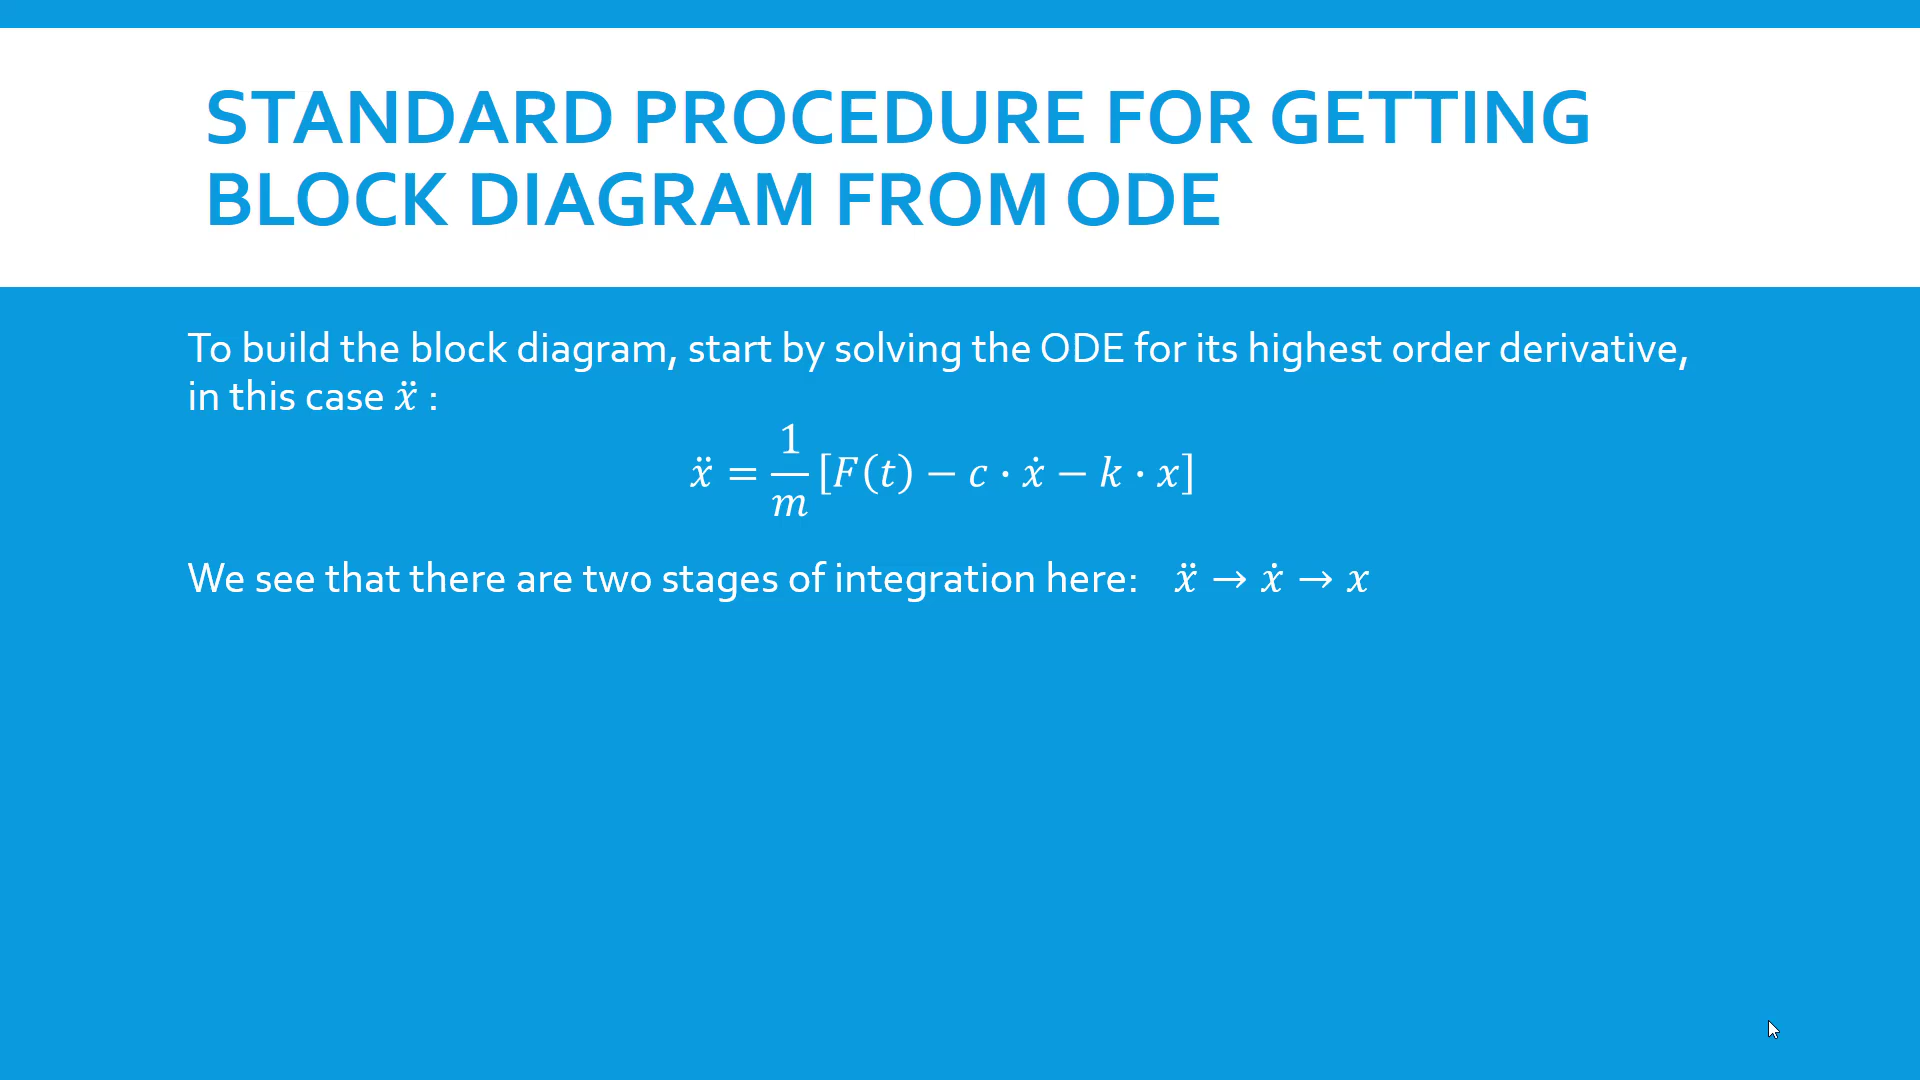 STANDARD PROCEDURE FOR GETTING
BLOCK DIAGRAM FROM ODE
To build the block diagram, start by solving the ODE for its highest order derivative,
in this case ẍ :
ẍ = 1/m [F(t) − c · ẋ − k · x]
We see that there are two stages of integration here: ẍ → ẋ → x